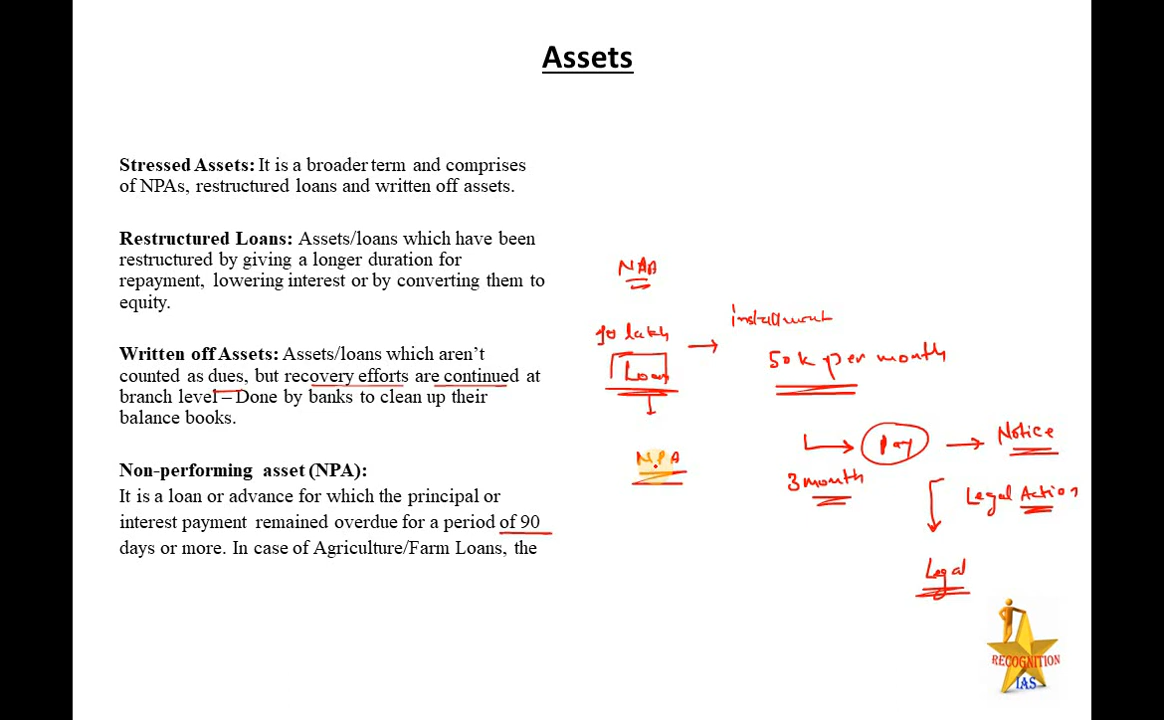 Assets
Stressed Assets: It is a broader term and comprises
of NPAs, restructured loans and written off assets.
Restructured Loans: Assets/loans which have been
restructured by giving a longer duration for
repayment, lowering interest or by converting them to
equity.
Written off Assets: Assets/loans which aren't
counted as dues, but recovery efforts are continued at
branch level – Done by banks to clean up their
balance books.
Non-performing asset (NPA):
It is a loan or advance for which the principal or
interest payment remained overdue for a period of 90
days or more. In case of Agriculture/Farm Loans, the
installment
lakh
50k per month
Loan
Pay
Notice
NPA
3 month
Legal Action
Legal
RECOGNITION
IAS